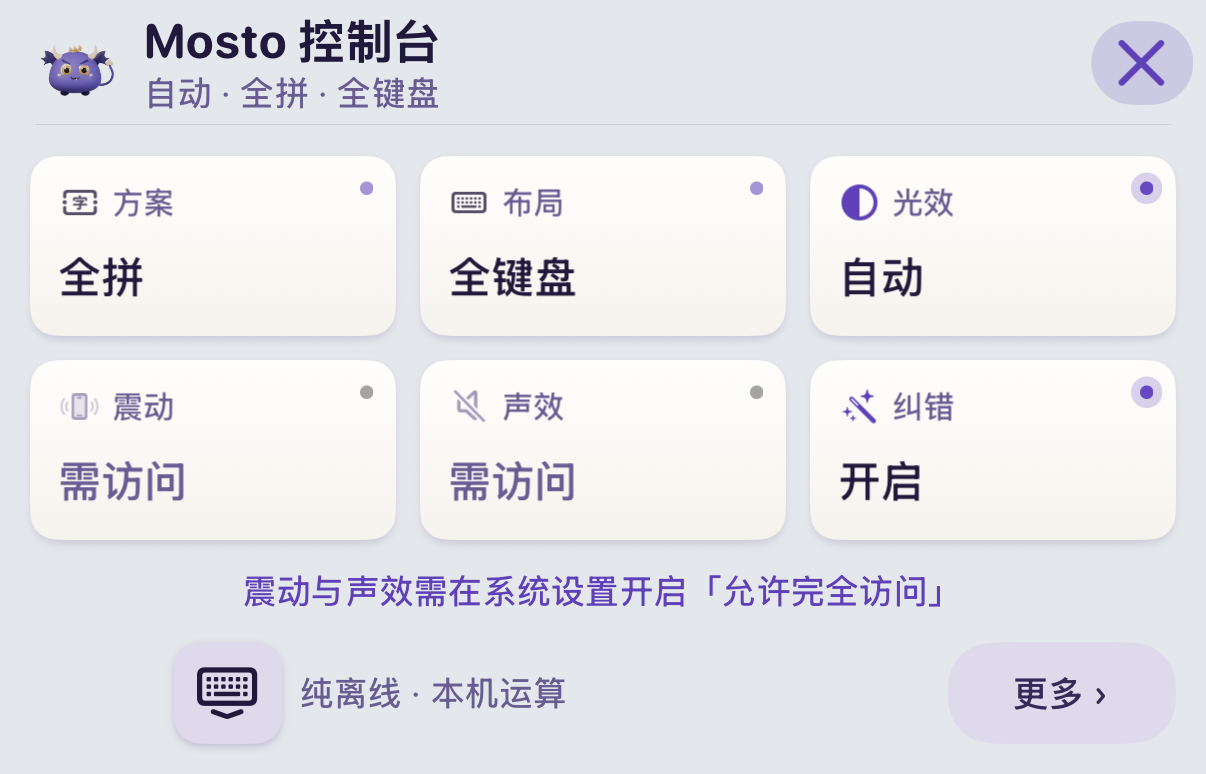 Mosto 控制台
自动 · 全拼 · 全键盘
字 方案
全拼
布局
全键盘
光效
自动
震动
需访问
声效
需访问
纠错
开启
震动与声效需在系统设置开启「允许完全访问」
纯离线 · 本机运算
更多 ›